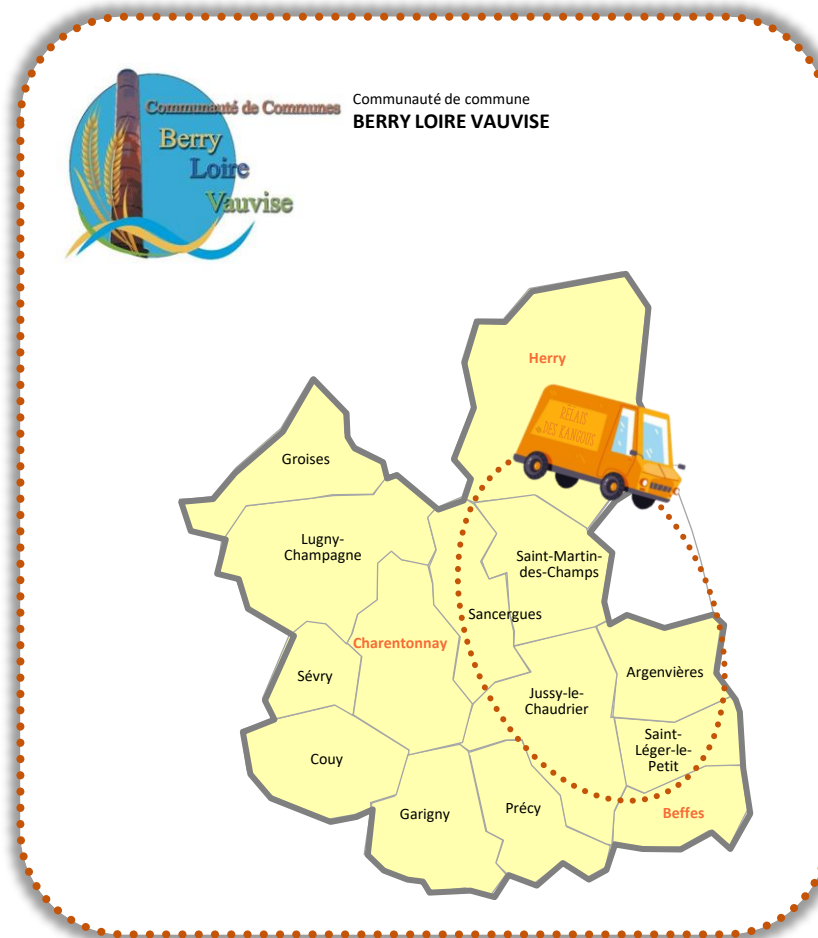 Communauté de Communes
Berry
Loire
Vauvise
Communauté de commune
BERRY LOIRE VAUVISE
Herry
RELAIS
DES KANGOUS
Groises
Lugny-
Champagne
Saint-Martin-
des-Champs
Sancergues
Charentonnay
Sévry
Argenvières
Jussy-le-
Chaudrier
Saint-
Léger-le-
Petit
Couy
Garigny
Précy
Beffes